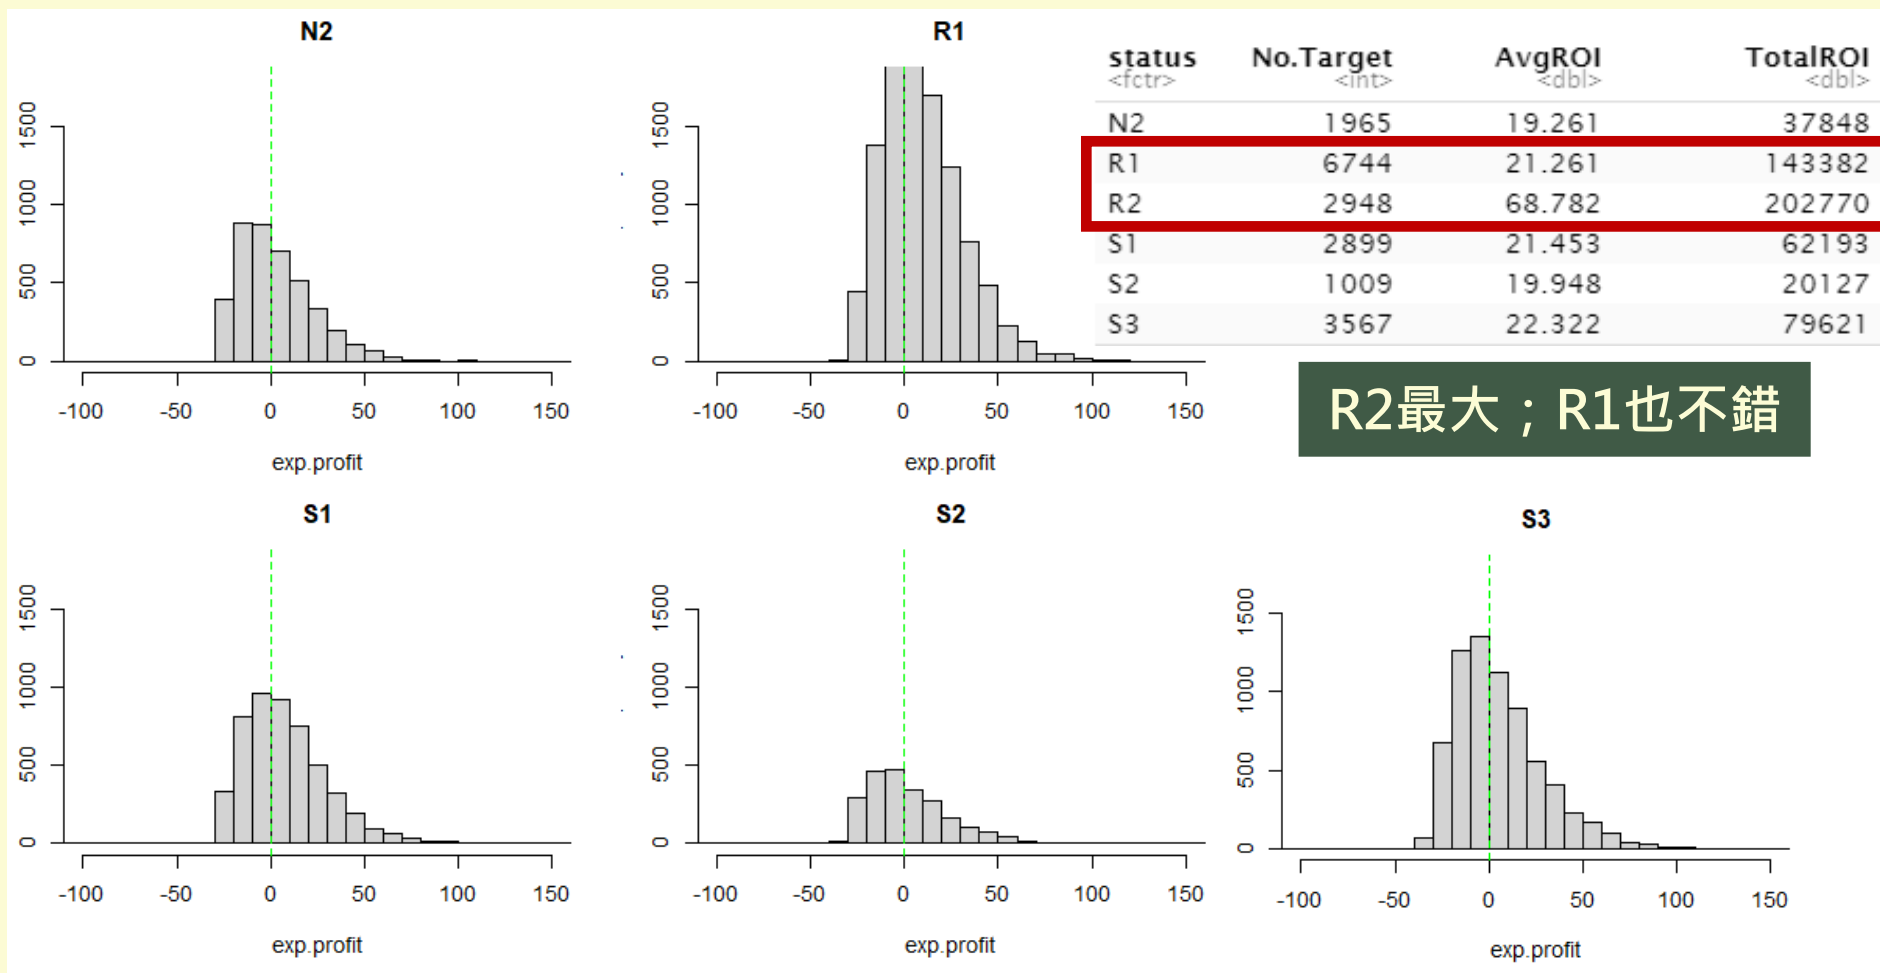 N2
1500
1000
500
0
-100 -50 0 50 100 150
exp.profit
R1
1500
1000
500
0
-100 -50 0 50 100 150
exp.profit
status No.Target AvgROI TotalROI
<fctr> <int> <dbl> <dbl>
N2 1965 19.261 37848
R1 6744 21.261 143382
R2 2948 68.782 202770
S1 2899 21.453 62193
S2 1009 19.948 20127
S3 3567 22.322 79621
R2最大；R1也不錯
S1
1500
1000
500
0
-100 -50 0 50 100 150
exp.profit
S2
1500
1000
500
0
-100 -50 0 50 100 150
exp.profit
S3
1500
1000
500
0
-100 -50 0 50 100 150
exp.profit